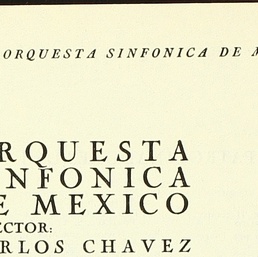 ORQUESTA SINFONICA DE M
RQUESTA
NFONICA
E MEXICO
ECTOR:
RLOS CHAVEZ